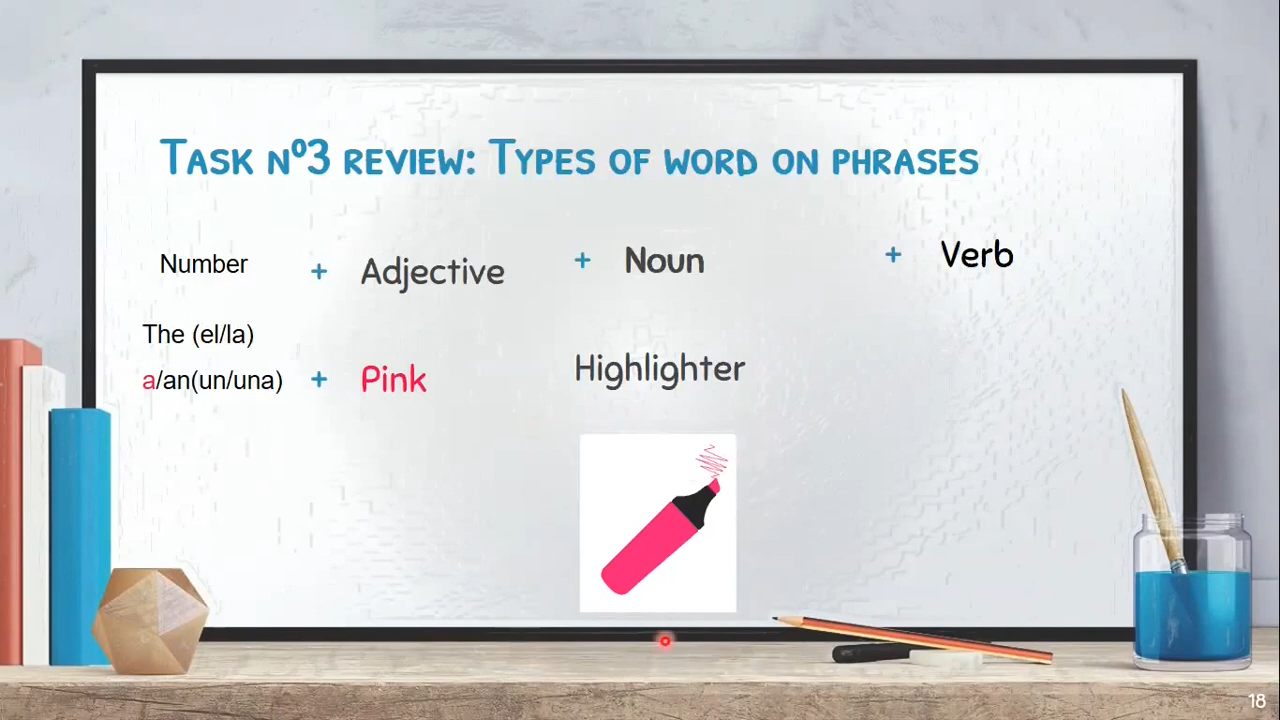 Task nº3 review: Types of word on phrases
Number + Adjective + Noun + Verb
The (el/la)
a/an(un/una) + Pink Highlighter
18